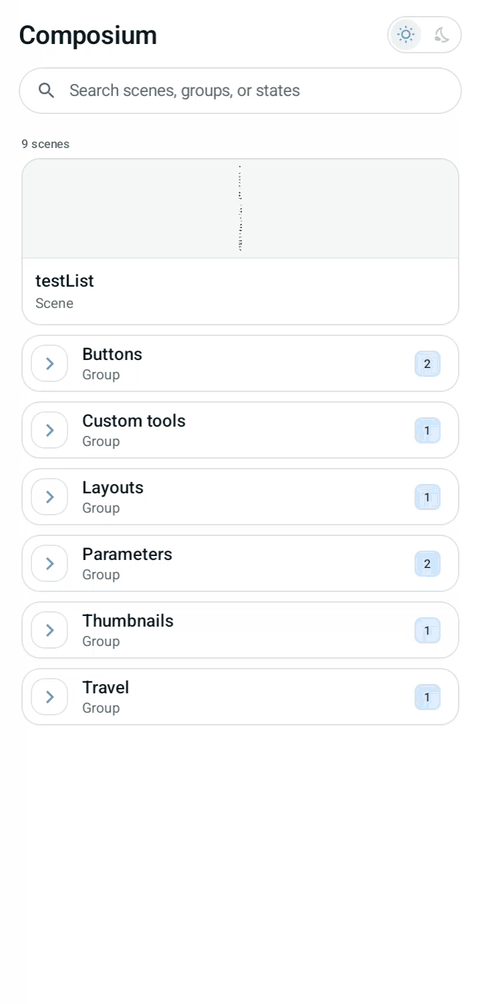 Composium
Search scenes, groups, or states
9 scenes
testList
Scene
Buttons
Group
2
Custom tools
Group
1
Layouts
Group
1
Parameters
Group
2
Thumbnails
Group
1
Travel
Group
1